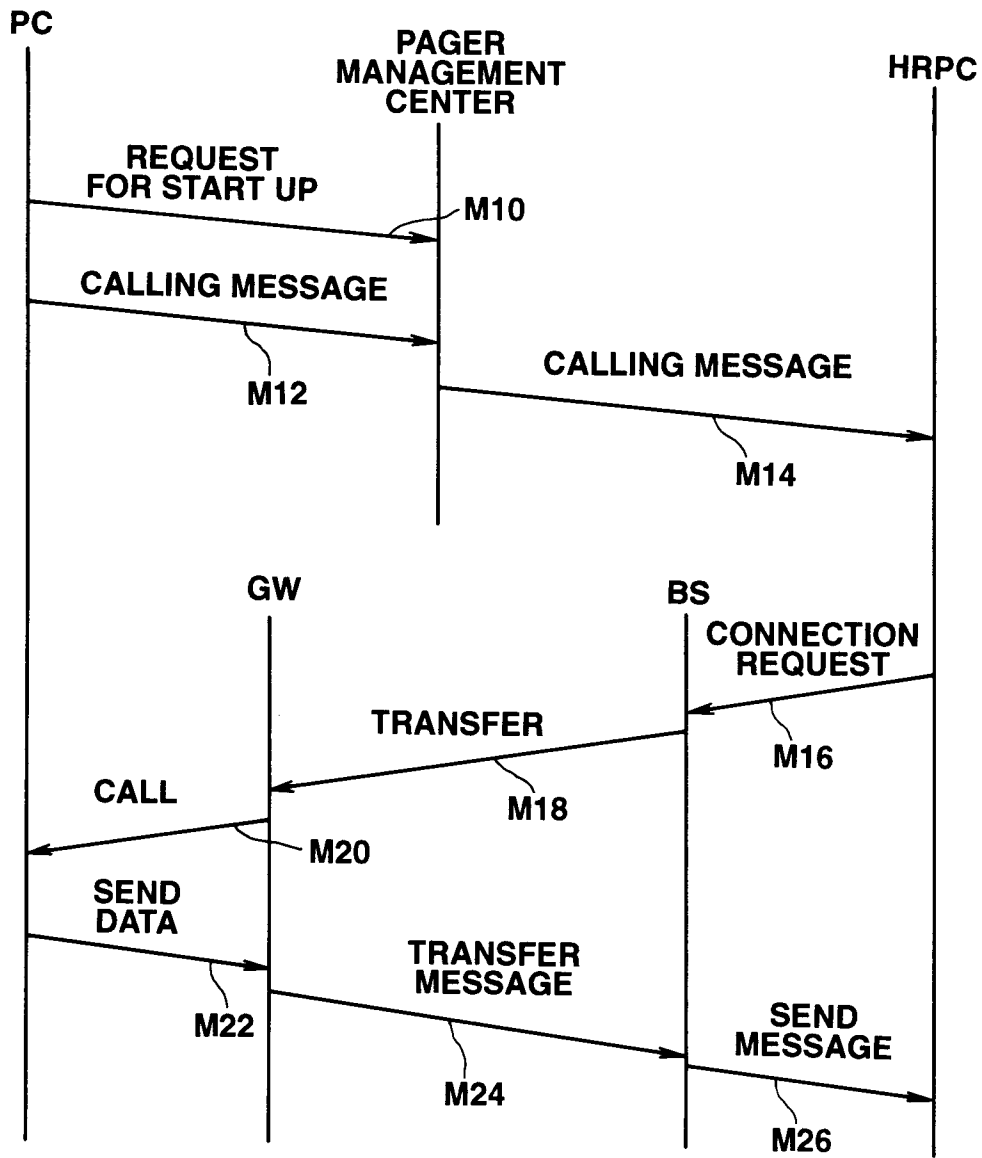 PC
PAGER
MANAGEMENT
CENTER
HRPC
REQUEST
FOR START UP
M10
CALLING MESSAGE
M12
CALLING MESSAGE
M14
GW
BS
CONNECTION
REQUEST
M16
TRANSFER
M18
CALL
M20
SEND
DATA
M22
TRANSFER
MESSAGE
M24
SEND
MESSAGE
M26